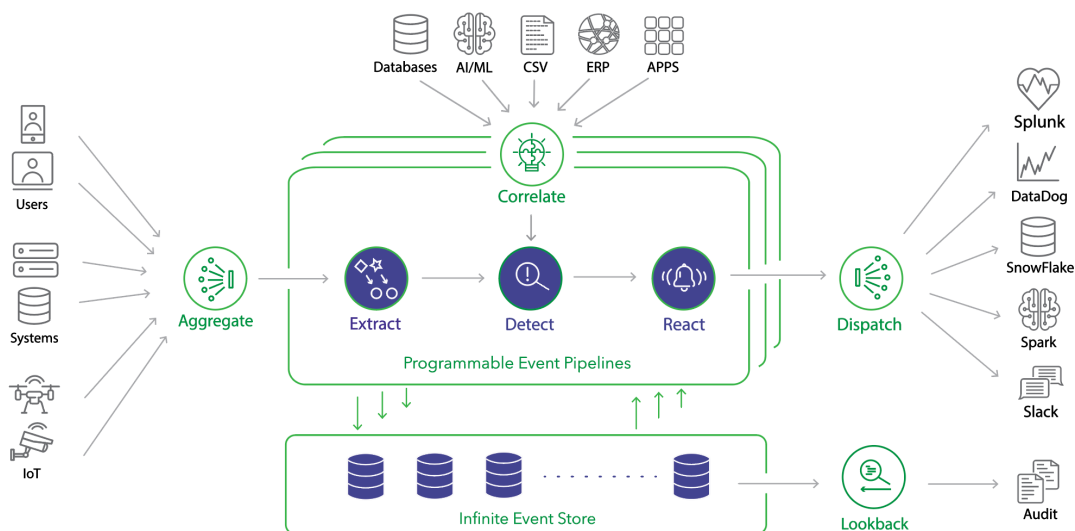 Databases
AI/ML
CSV
ERP
APPS
Users
Systems
IoT
Aggregate
Correlate
Extract
Detect
React
Programmable Event Pipelines
Infinite Event Store
Dispatch
Lookback
Splunk
DataDog
SnowFlake
Spark
Slack
Audit